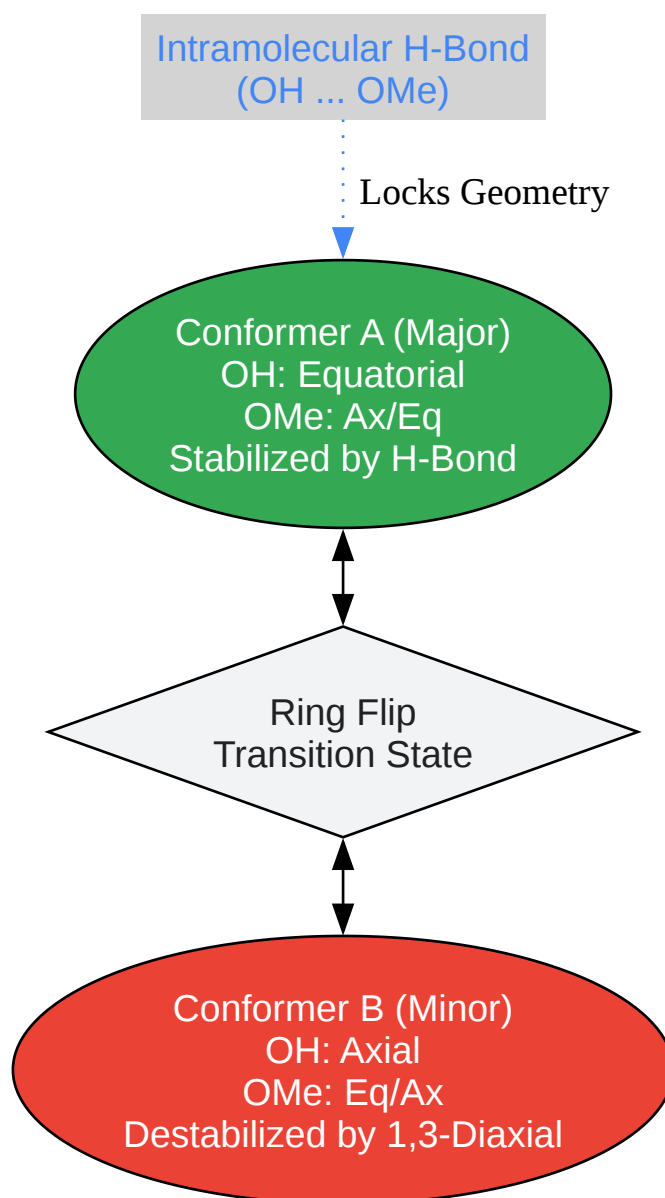 Intramolecular H-Bond
(OH ... OMe)
Locks Geometry
Conformer A (Major)
OH: Equatorial
OMe: Ax/Eq
Stabilized by H-Bond
Ring Flip
Transition State
Conformer B (Minor)
OH: Axial
OMe: Eq/Ax
Destabilized by 1,3-Diaxial